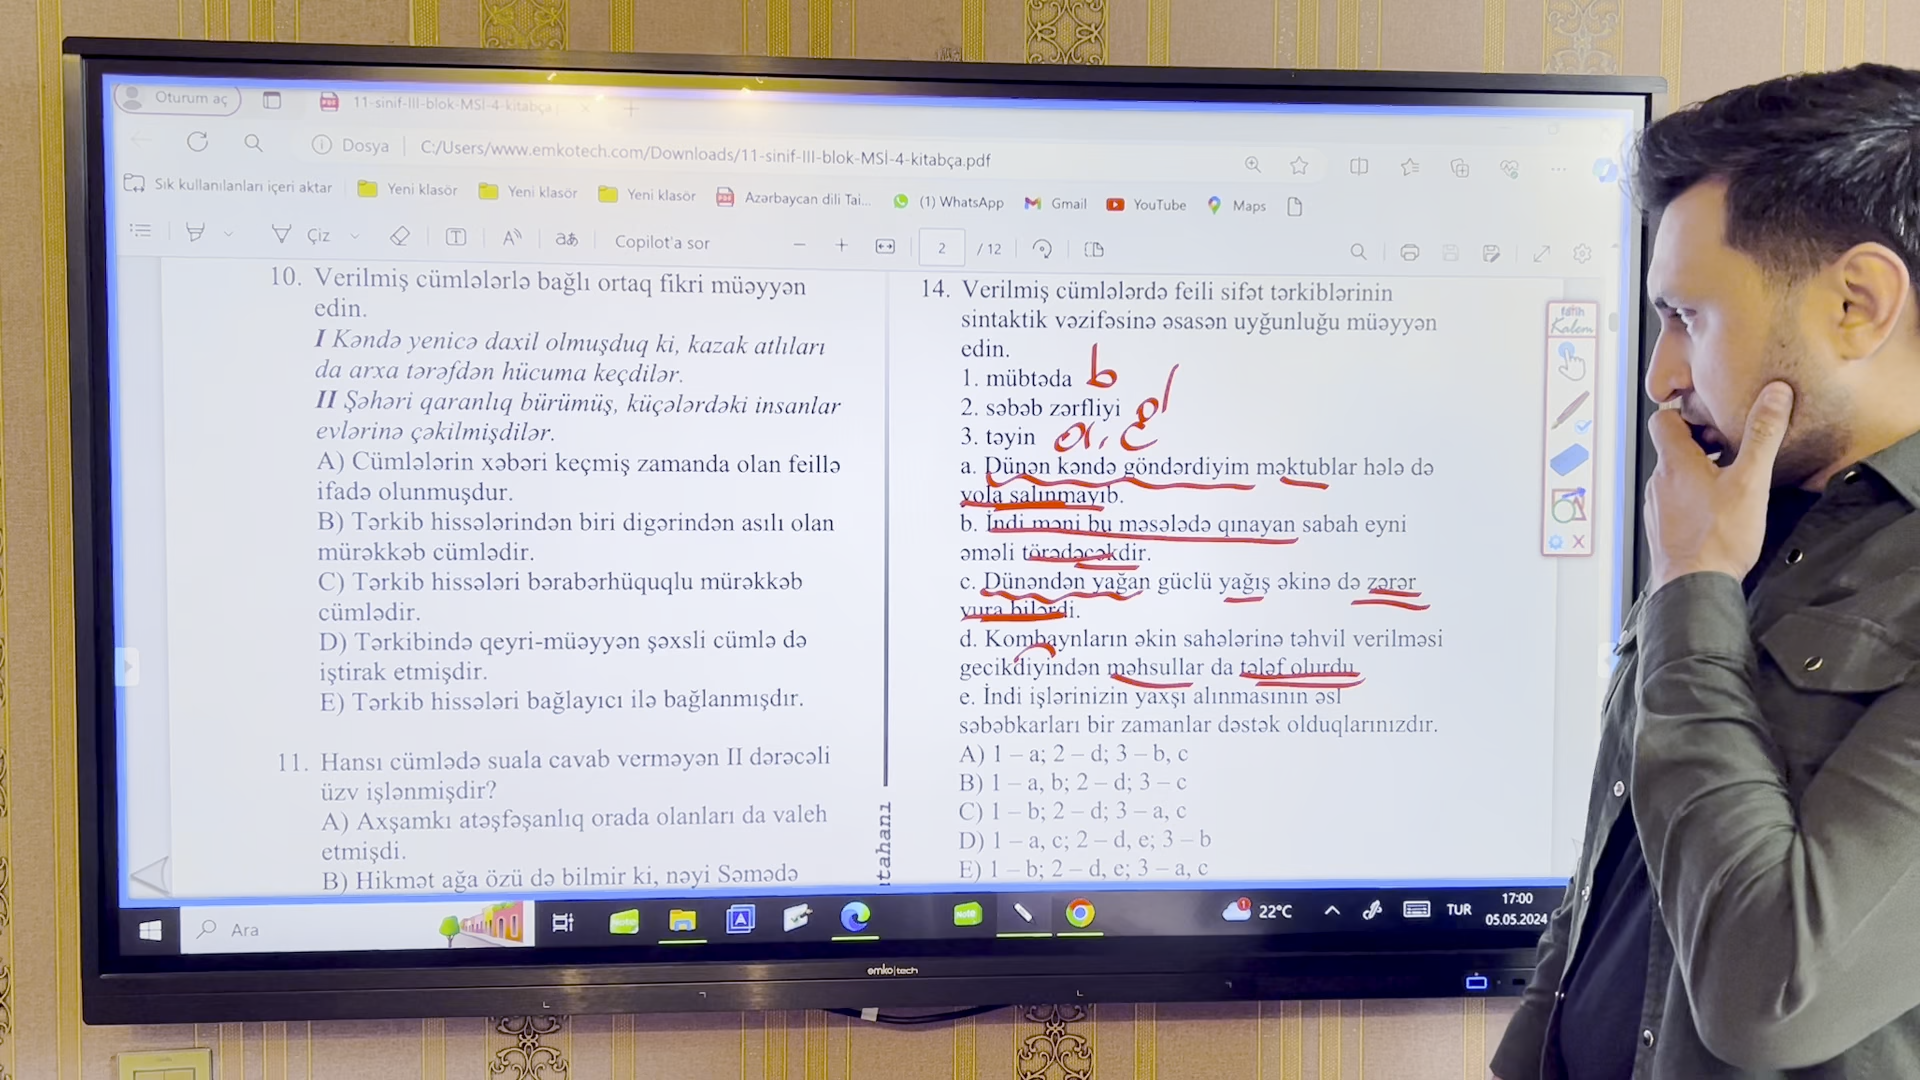 Oturum aç
11-sinif-III-blok-MSİ-4-kitabça
Dosya
C:/Users/www.emkotech.com/Downloads/11-sinif-III-blok-MSİ-4-kitabça.pdf
Sık kullanılanları içeri aktar
Yeni klasör
Yeni klasör
Yeni klasör
Azərbaycan dili Tai...
(1) WhatsApp
Gmail
YouTube
Maps
Çiz
Copilot'a sor
2 / 12
10. Verilmiş cümlələrlə bağlı ortaq fikri müəyyən
edin.
I Kəndə yenicə daxil olmuşduq ki, kazak atlıları
da arxa tərəfdən hücuma keçdilər.
II Şəhəri qaranlıq bürümüş, küçələrdəki insanlar
evlərinə çəkilmişdilər.
A) Cümlələrin xəbəri keçmiş zamanda olan feillə
ifadə olunmuşdur.
B) Tərkib hissələrindən biri digərindən asılı olan
mürəkkəb cümlədir.
C) Tərkib hissələri bərabərhüquqlu mürəkkəb
cümlədir.
D) Tərkibində qeyri-müəyyən şəxsli cümlə də
iştirak etmişdir.
E) Tərkib hissələri bağlayıcı ilə bağlanmışdır.
11. Hansı cümlədə suala cavab verməyən II dərəcəli
üzv işlənmişdir?
A) Axşamkı atəşfəşanlıq orada olanları da valeh
etmişdi.
B) Hikmət ağa özü də bilmir ki, nəyi Səmədə
14. Verilmiş cümlələrdə feili sifət tərkiblərinin
sintaktik vəzifəsinə əsasən uyğunluğu müəyyən
edin.
1. mübtəda b
2. səbəb zərfliyi d
3. təyin a, c
a. Dünən kəndə göndərdiyim məktublar hələ də
yola salınmayıb.
b. İndi məni bu məsələdə qınayan sabah eyni
əməli törədəcəkdir.
c. Dünəndən yağan güclü yağış əkinə də zərər
vura bilərdi.
d. Kombaynların əkin sahələrinə təhvil verilməsi
gecikdiyindən məhsullar da tələf olurdu
e. İndi işlərinizin yaxşı alınmasının əsl
səbəbkarları bir zamanlar dəstək olduqlarınızdır.
A) 1 – a; 2 – d; 3 – b, c
B) 1 – a, b; 2 – d; 3 – c
C) 1 – b; 2 – d; 3 – a, c
D) 1 – a, c; 2 – d, e; 3 – b
E) 1 – b; 2 – d, e; 3 – a, c
fatih
Kalem
Ara
22°C
TUR
17:00
05.05.2024
emko|tech